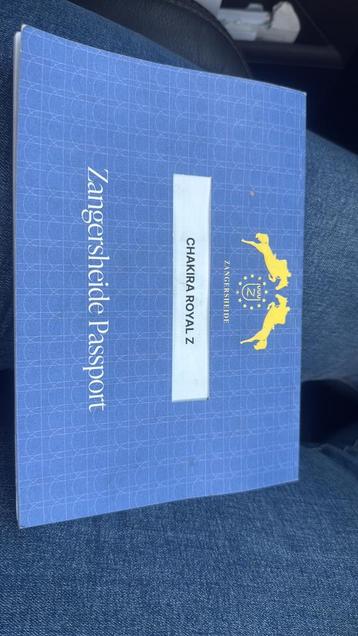 Z
ZANGERSHEIDE
CHAKIRA ROYAL Z
Zangersheide Passport